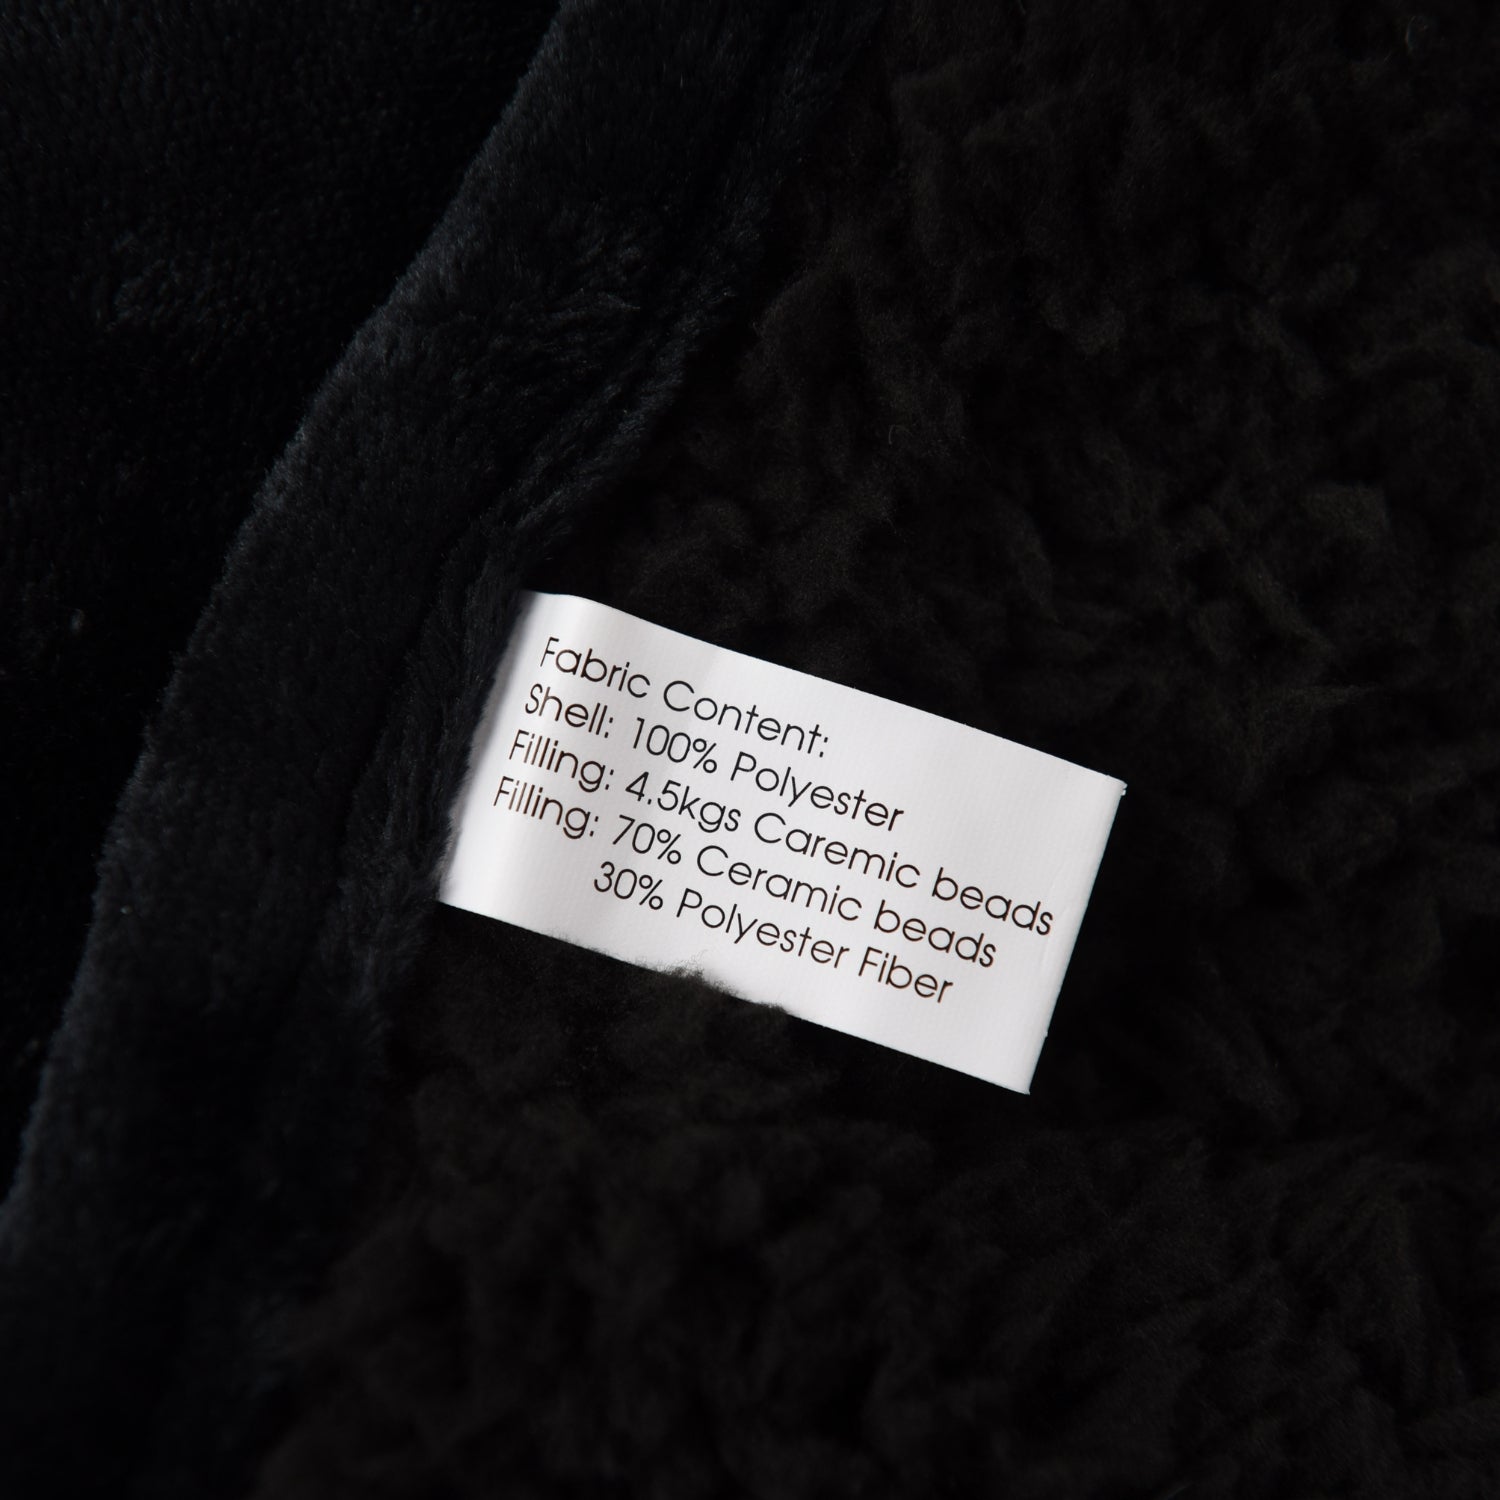 Fabric Content:
Shell: 100% Polyester
Filling: 4.5kgs Caremic beads
Filling: 70% Ceramic beads
30% Polyester Fiber